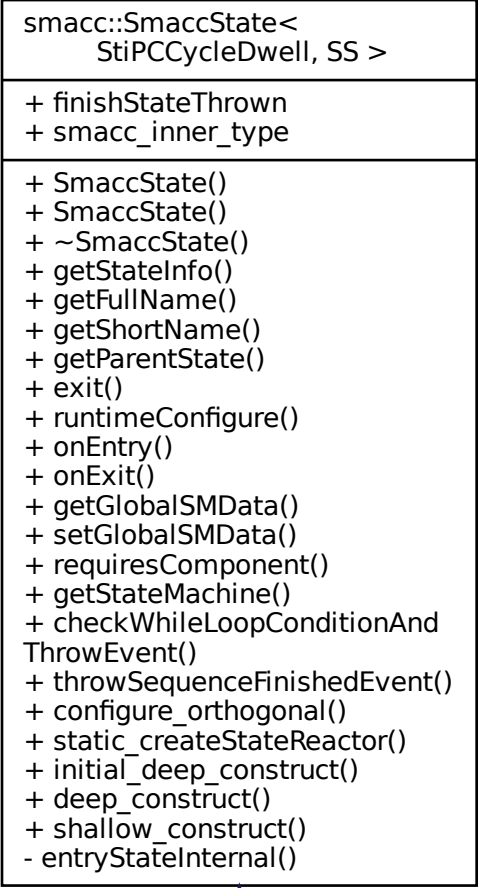 smacc::SmaccState<
StiPCCycleDwell, SS >
+ finishStateThrown
+ smacc_inner_type
+ SmaccState()
+ SmaccState()
+ ~SmaccState()
+ getStateInfo()
+ getFullName()
+ getShortName()
+ getParentState()
+ exit()
+ runtimeConfigure()
+ onEntry()
+ onExit()
+ getGlobalSMData()
+ setGlobalSMData()
+ requiresComponent()
+ getStateMachine()
+ checkWhileLoopConditionAnd
ThrowEvent()
+ throwSequenceFinishedEvent()
+ configure_orthogonal()
+ static_createStateReactor()
+ initial_deep_construct()
+ deep_construct()
+ shallow_construct()
- entryStateInternal()